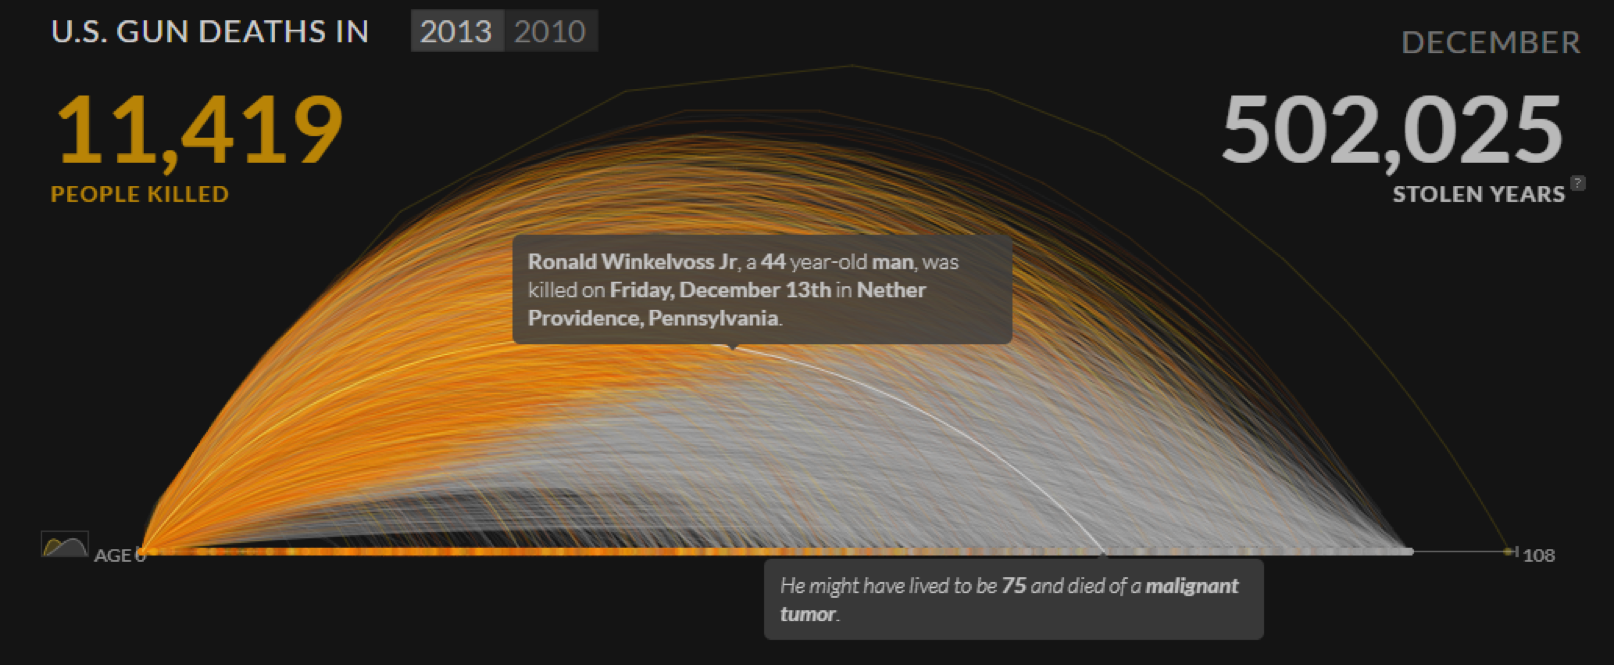 U.S. GUN DEATHS IN 2013 2010
DECEMBER
11,419
PEOPLE KILLED
502,025
STOLEN YEARS ?
Ronald Winkelvoss Jr, a 44 year-old man, was
killed on Friday, December 13th in Nether
Providence, Pennsylvania.
AGE 0
108
He might have lived to be 75 and died of a malignant
tumor.